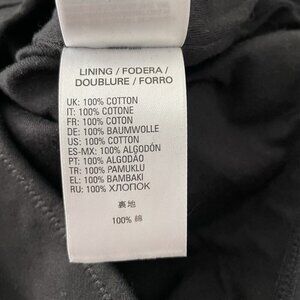 LINING / FODERA /
DOUBLURE / FORRO
UK: 100% COTTON
IT: 100% COTONE
FR: 100% COTON
DE: 100% BAUMWOLLE
US: 100% COTTON
ES-MX: 100% ALGODÓN
PT: 100% ALGODÃO
TR: 100% PAMUKLU
EL: 100% BAMBAKI
RU: 100% ХЛОПОК
裏地
100% 綿